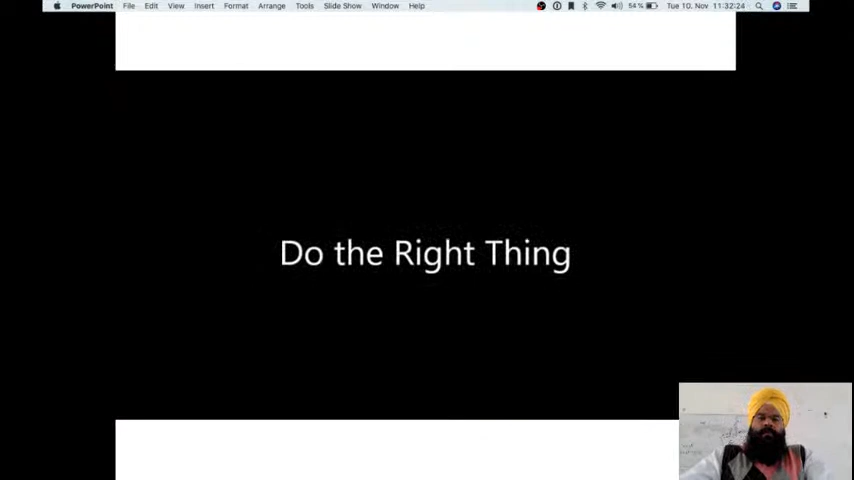 PowerPoint File Edit View Insert Format Arrange Tools Slide Show Window Help 54 % Tue 10. Nov 11:32:24
Do the Right Thing